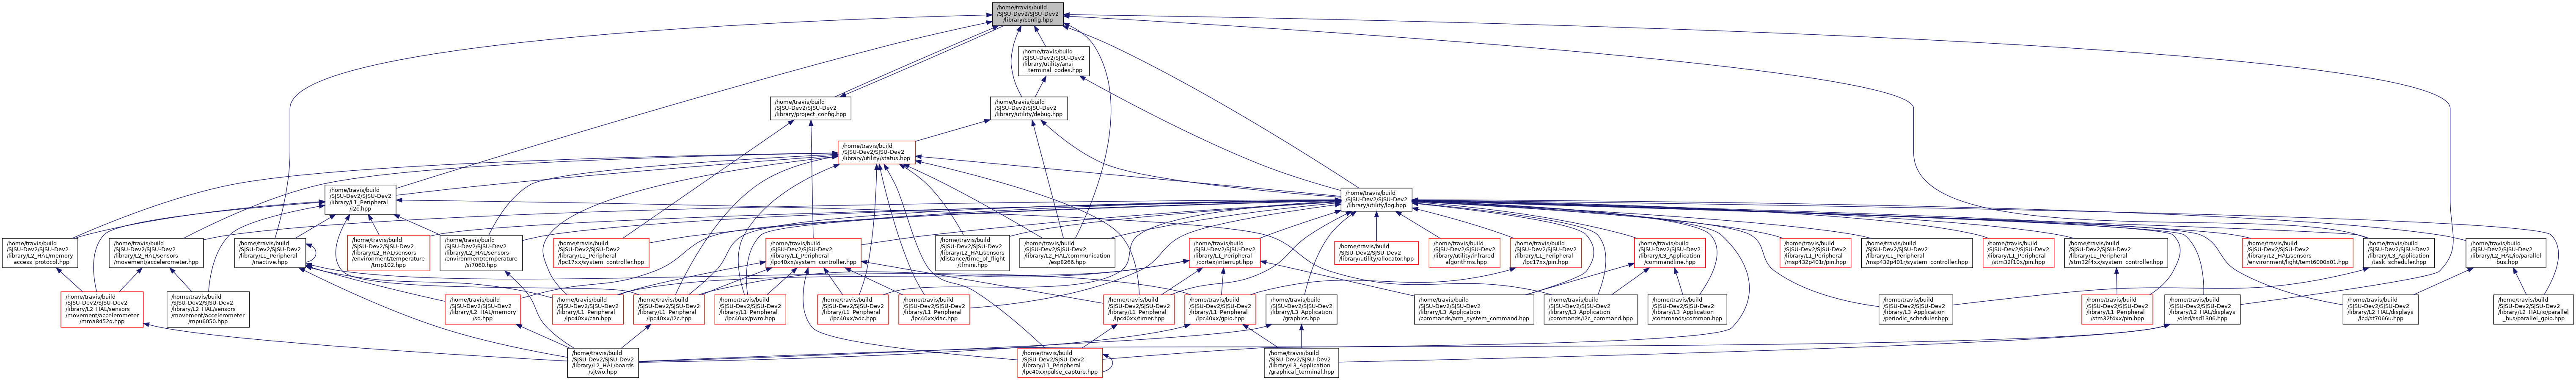 /home/travis/build
/SJSU-Dev2/SJSU-Dev2
/library/config.hpp
/home/travis/build
/SJSU-Dev2/SJSU-Dev2
/library/utility/ansi
_terminal_codes.hpp
/home/travis/build
/SJSU-Dev2/SJSU-Dev2
/library/project_config.hpp
/home/travis/build
/SJSU-Dev2/SJSU-Dev2
/library/utility/debug.hpp
/home/travis/build
/SJSU-Dev2/SJSU-Dev2
/library/utility/status.hpp
/home/travis/build
/SJSU-Dev2/SJSU-Dev2
/library/L1_Peripheral
/i2c.hpp
/home/travis/build
/SJSU-Dev2/SJSU-Dev2
/library/utility/log.hpp
/home/travis/build
/SJSU-Dev2/SJSU-Dev2
/library/L2_HAL/memory
_access_protocol.hpp
/home/travis/build
/SJSU-Dev2/SJSU-Dev2
/library/L2_HAL/sensors
/movement/accelerometer.hpp
/home/travis/build
/SJSU-Dev2/SJSU-Dev2
/library/L1_Peripheral
/inactive.hpp
/home/travis/build
/SJSU-Dev2/SJSU-Dev2
/library/L2_HAL/sensors
/environment/temperature
/tmp102.hpp
/home/travis/build
/SJSU-Dev2/SJSU-Dev2
/library/L2_HAL/sensors
/environment/temperature
/si7060.hpp
/home/travis/build
/SJSU-Dev2/SJSU-Dev2
/library/L1_Peripheral
/lpc17xx/system_controller.hpp
/home/travis/build
/SJSU-Dev2/SJSU-Dev2
/library/L1_Peripheral
/lpc40xx/system_controller.hpp
/home/travis/build
/SJSU-Dev2/SJSU-Dev2
/library/L2_HAL/sensors
/distance/time_of_flight
/tfmini.hpp
/home/travis/build
/SJSU-Dev2/SJSU-Dev2
/library/L2_HAL/communication
/esp8266.hpp
/home/travis/build
/SJSU-Dev2/SJSU-Dev2
/library/L1_Peripheral
/cortex/interrupt.hpp
/home/travis/build
/SJSU-Dev2/SJSU-Dev2
/library/utility/allocator.hpp
/home/travis/build
/SJSU-Dev2/SJSU-Dev2
/library/utility/infrared
_algorithms.hpp
/home/travis/build
/SJSU-Dev2/SJSU-Dev2
/library/L1_Peripheral
/lpc17xx/pin.hpp
/home/travis/build
/SJSU-Dev2/SJSU-Dev2
/library/L3_Application
/commandline.hpp
/home/travis/build
/SJSU-Dev2/SJSU-Dev2
/library/L1_Peripheral
/msp432p401r/pin.hpp
/home/travis/build
/SJSU-Dev2/SJSU-Dev2
/library/L1_Peripheral
/msp432p401/system_controller.hpp
/home/travis/build
/SJSU-Dev2/SJSU-Dev2
/library/L1_Peripheral
/stm32f10x/pin.hpp
/home/travis/build
/SJSU-Dev2/SJSU-Dev2
/library/L1_Peripheral
/stm32f4xx/system_controller.hpp
/home/travis/build
/SJSU-Dev2/SJSU-Dev2
/library/L2_HAL/sensors
/environment/light/temt6000x01.hpp
/home/travis/build
/SJSU-Dev2/SJSU-Dev2
/library/L3_Application
/task_scheduler.hpp
/home/travis/build
/SJSU-Dev2/SJSU-Dev2
/library/L2_HAL/io/parallel
_bus.hpp
/home/travis/build
/SJSU-Dev2/SJSU-Dev2
/library/L2_HAL/sensors
/movement/accelerometer
/mma8452q.hpp
/home/travis/build
/SJSU-Dev2/SJSU-Dev2
/library/L2_HAL/sensors
/movement/accelerometer
/mpu6050.hpp
/home/travis/build
/SJSU-Dev2/SJSU-Dev2
/library/L2_HAL/memory
/sd.hpp
/home/travis/build
/SJSU-Dev2/SJSU-Dev2
/library/L1_Peripheral
/lpc40xx/can.hpp
/home/travis/build
/SJSU-Dev2/SJSU-Dev2
/library/L1_Peripheral
/lpc40xx/i2c.hpp
/home/travis/build
/SJSU-Dev2/SJSU-Dev2
/library/L1_Peripheral
/lpc40xx/pwm.hpp
/home/travis/build
/SJSU-Dev2/SJSU-Dev2
/library/L1_Peripheral
/lpc40xx/adc.hpp
/home/travis/build
/SJSU-Dev2/SJSU-Dev2
/library/L1_Peripheral
/lpc40xx/dac.hpp
/home/travis/build
/SJSU-Dev2/SJSU-Dev2
/library/L1_Peripheral
/lpc40xx/timer.hpp
/home/travis/build
/SJSU-Dev2/SJSU-Dev2
/library/L1_Peripheral
/lpc40xx/gpio.hpp
/home/travis/build
/SJSU-Dev2/SJSU-Dev2
/library/L3_Application
/graphics.hpp
/home/travis/build
/SJSU-Dev2/SJSU-Dev2
/library/L3_Application
/commands/arm_system_command.hpp
/home/travis/build
/SJSU-Dev2/SJSU-Dev2
/library/L3_Application
/commands/i2c_command.hpp
/home/travis/build
/SJSU-Dev2/SJSU-Dev2
/library/L3_Application
/commands/common.hpp
/home/travis/build
/SJSU-Dev2/SJSU-Dev2
/library/L3_Application
/periodic_scheduler.hpp
/home/travis/build
/SJSU-Dev2/SJSU-Dev2
/library/L1_Peripheral
/stm32f4xx/pin.hpp
/home/travis/build
/SJSU-Dev2/SJSU-Dev2
/library/L2_HAL/displays
/oled/ssd1306.hpp
/home/travis/build
/SJSU-Dev2/SJSU-Dev2
/library/L2_HAL/displays
/lcd/st7066u.hpp
/home/travis/build
/SJSU-Dev2/SJSU-Dev2
/library/L2_HAL/io/parallel
_bus/parallel_gpio.hpp
/home/travis/build
/SJSU-Dev2/SJSU-Dev2
/library/L2_HAL/boards
/sjtwo.hpp
/home/travis/build
/SJSU-Dev2/SJSU-Dev2
/library/L1_Peripheral
/lpc40xx/pulse_capture.hpp
/home/travis/build
/SJSU-Dev2/SJSU-Dev2
/library/L3_Application
/graphical_terminal.hpp